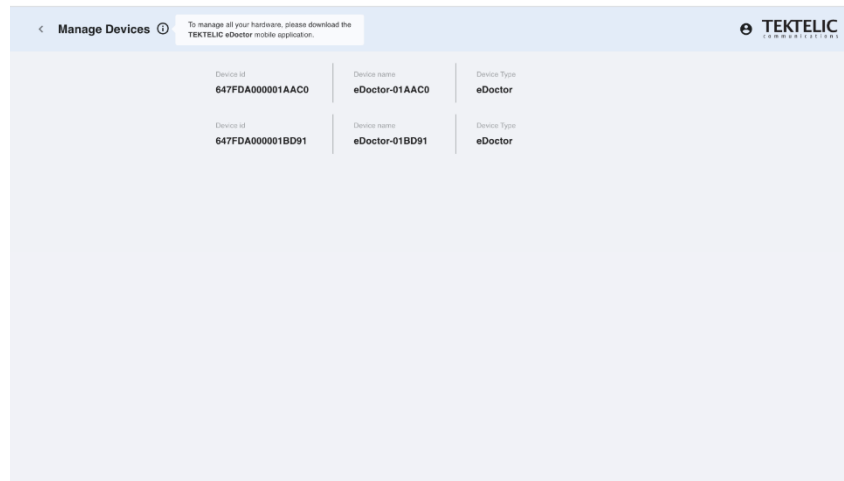 Manage Devices
To manage all your hardware, please download the
TEKTELIC eDoctor mobile application.
TEKTELIC
communications
Device id Device name Device Type
647FDA000001AAC0 eDoctor-01AAC0 eDoctor
Device id Device name Device Type
647FDA000001BD91 eDoctor-01BD91 eDoctor